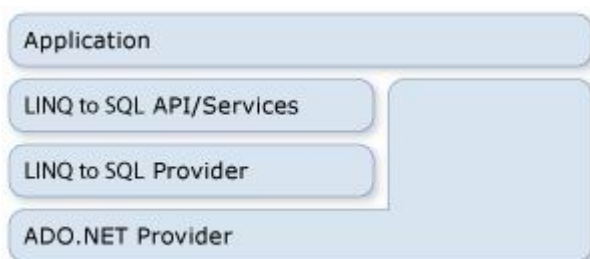 Application
LINQ to SQL API/Services
LINQ to SQL Provider
ADO.NET Provider